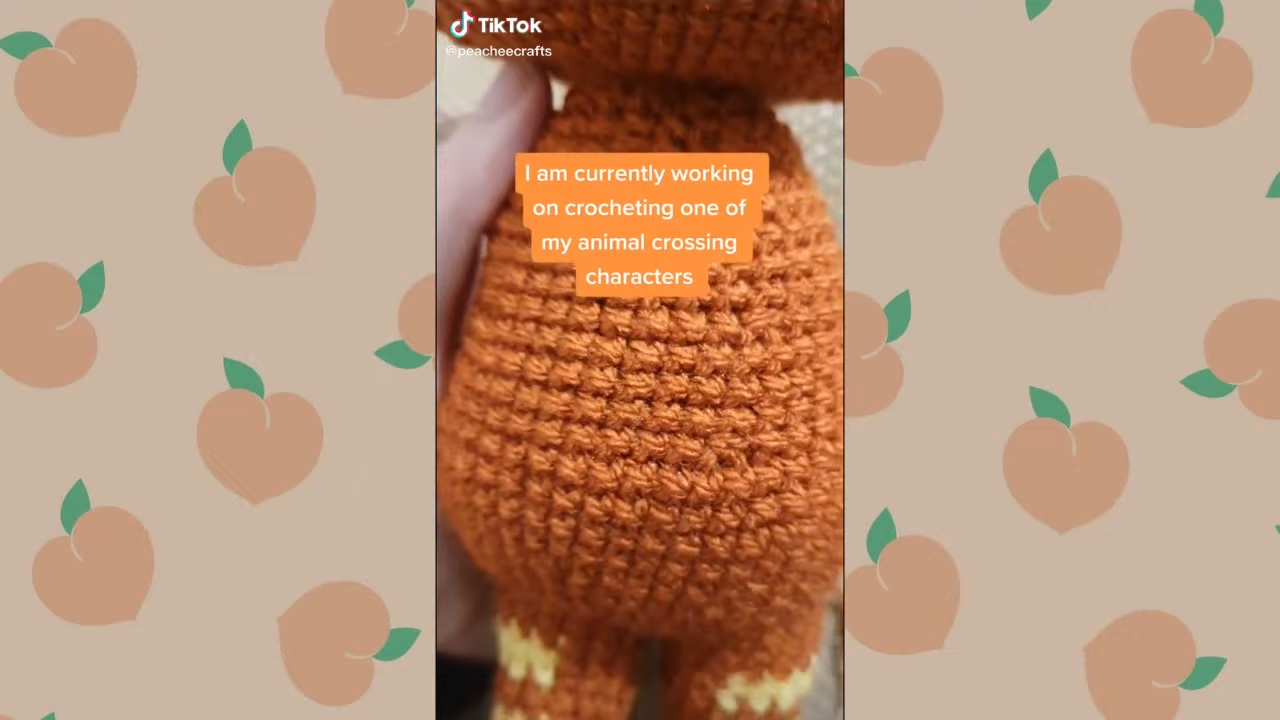 TikTok
@peacheecrafts
I am currently working
on crocheting one of
my animal crossing
characters